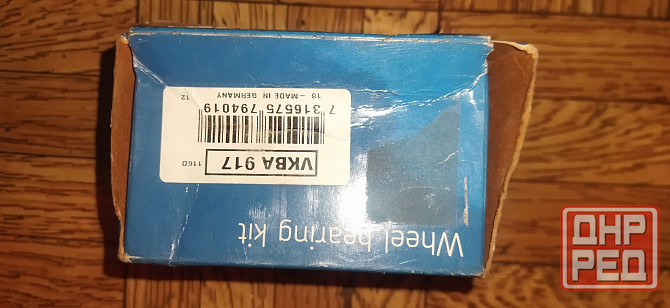 Wheel bearing kit
116D
VKBA 917
7 316575 794019
18 – MADE IN GERMANY
12
ДНР
РЕД